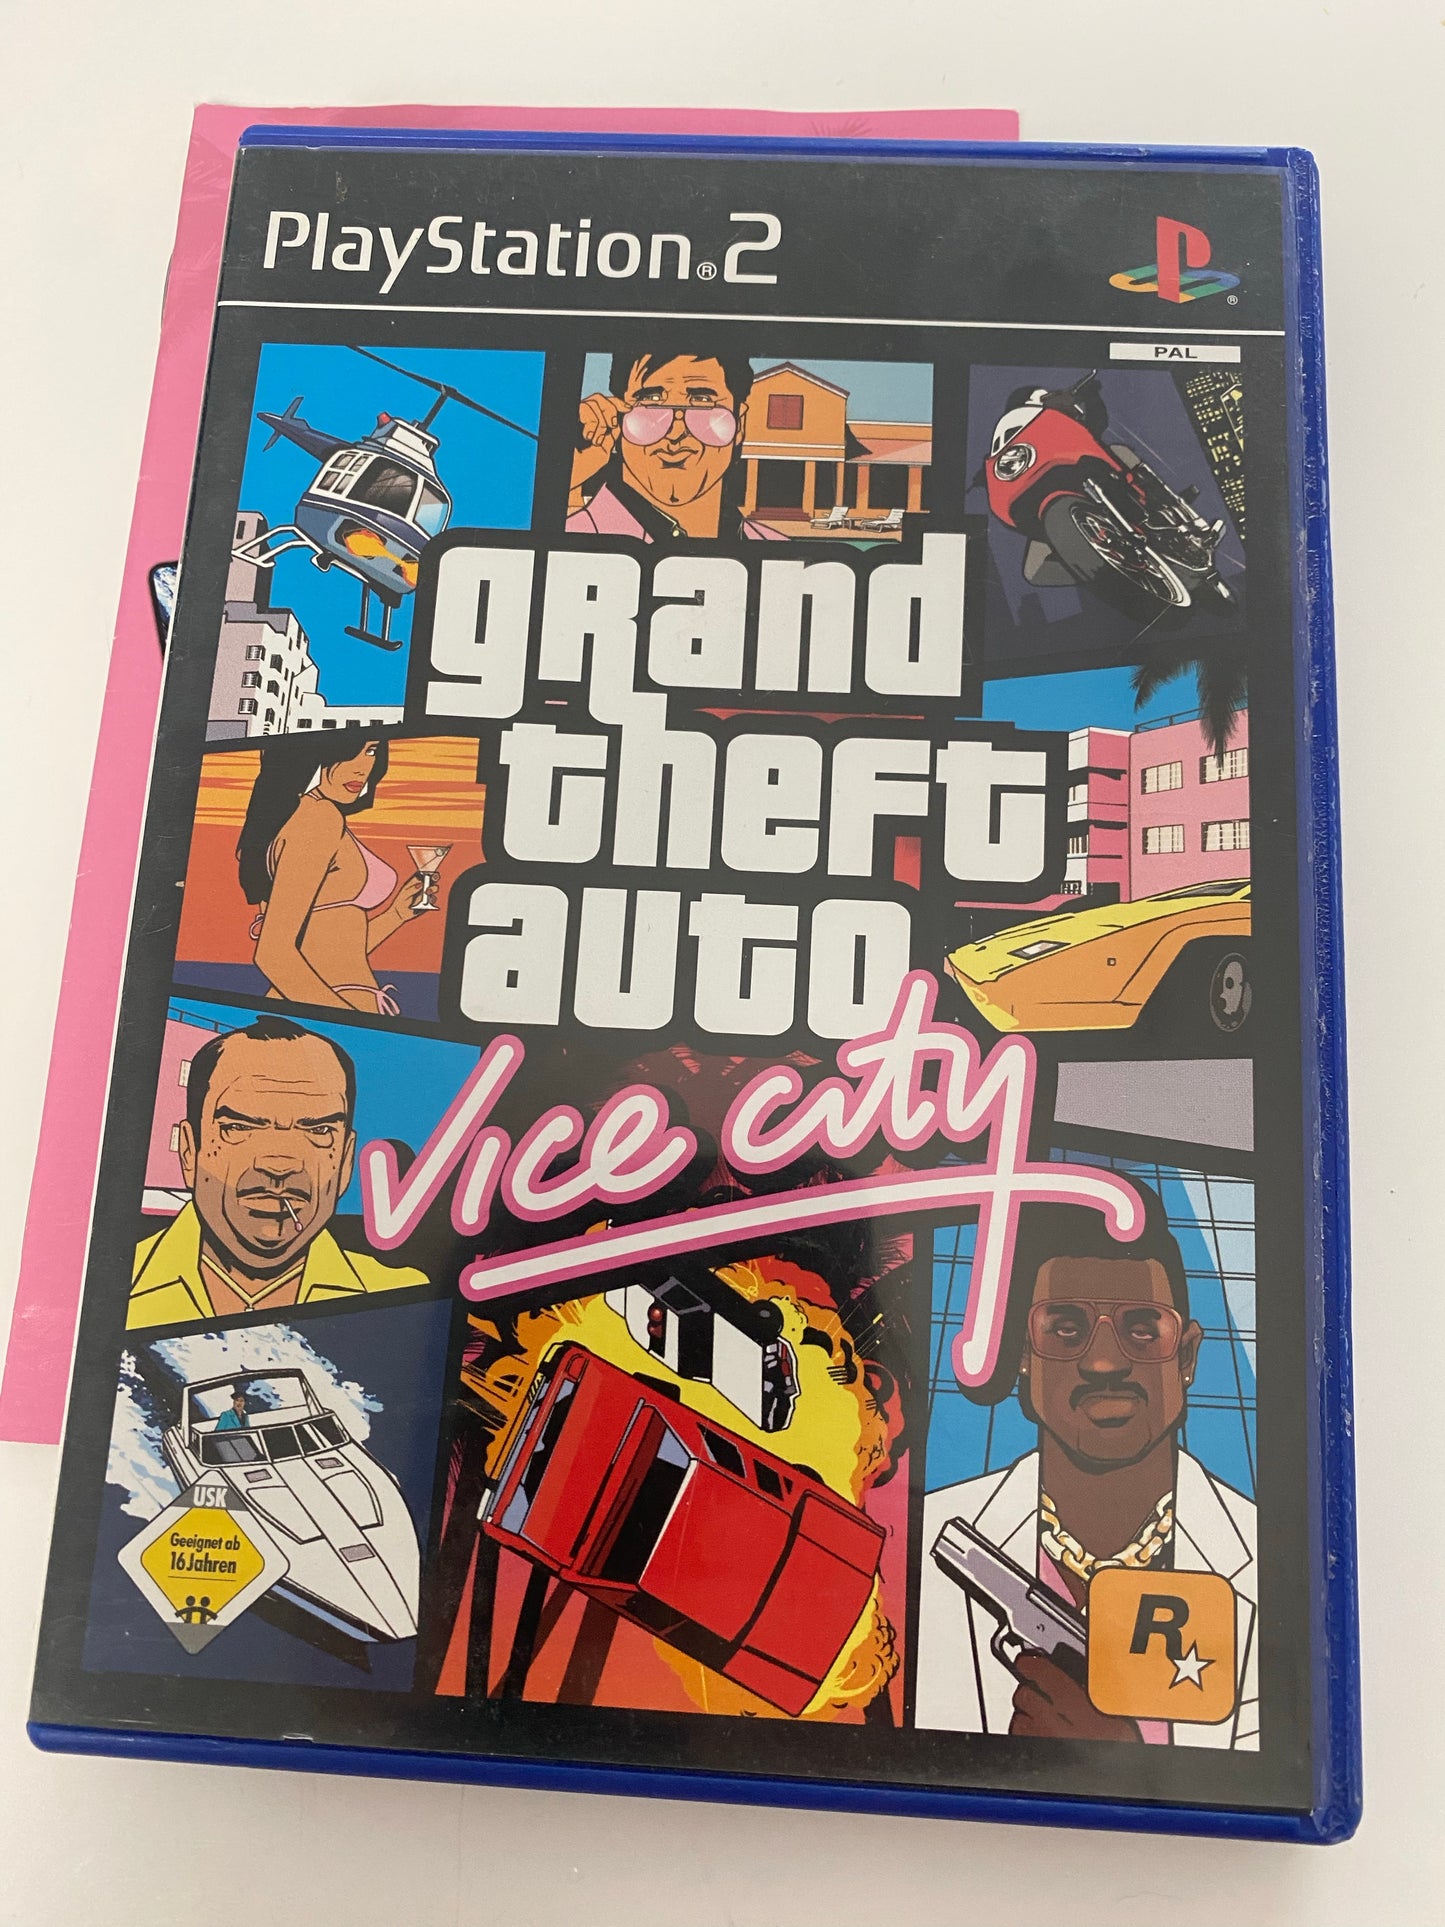 PlayStation®2
®
PAL
grand
theft
auto
Vice City
USK
Geeignet ab
16 Jahren
R